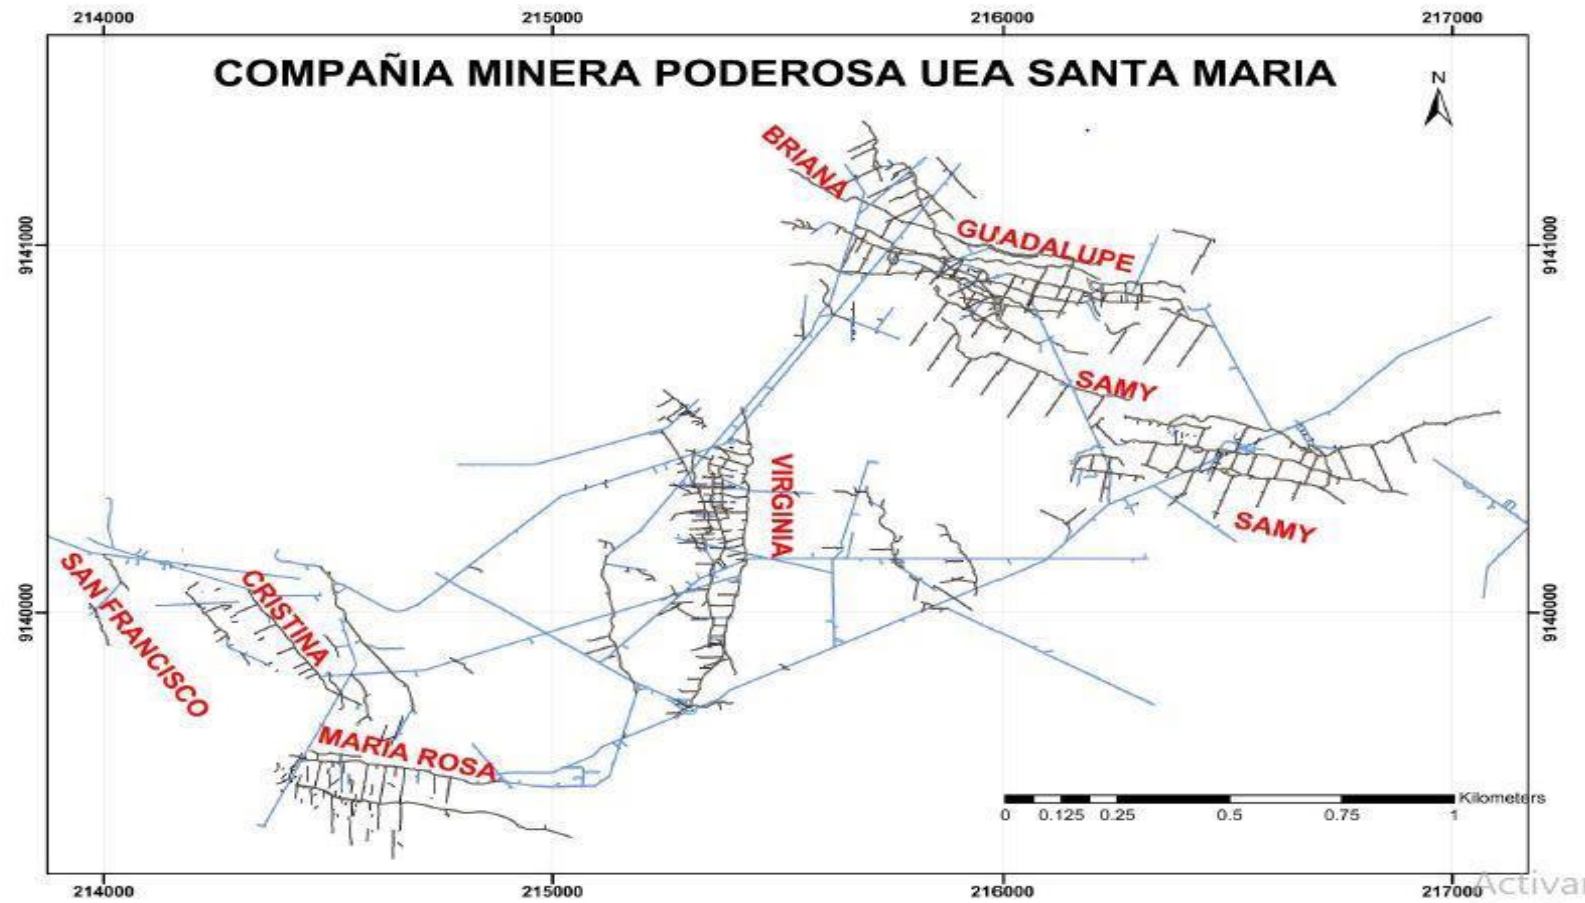 214000 215000 216000 217000
COMPAÑIA MINERA PODEROSA UEA SANTA MARIA
N
BRIANA
GUADALUPE
9141000 9141000
SAMY
VIRGINIA
SAMY
SAN FRANCISCO
CRISTINA
9140000 9140000
MARIA ROSA
Kilometers
0 0.125 0.25 0.5 0.75 1
214000 215000 216000 217000
Activar